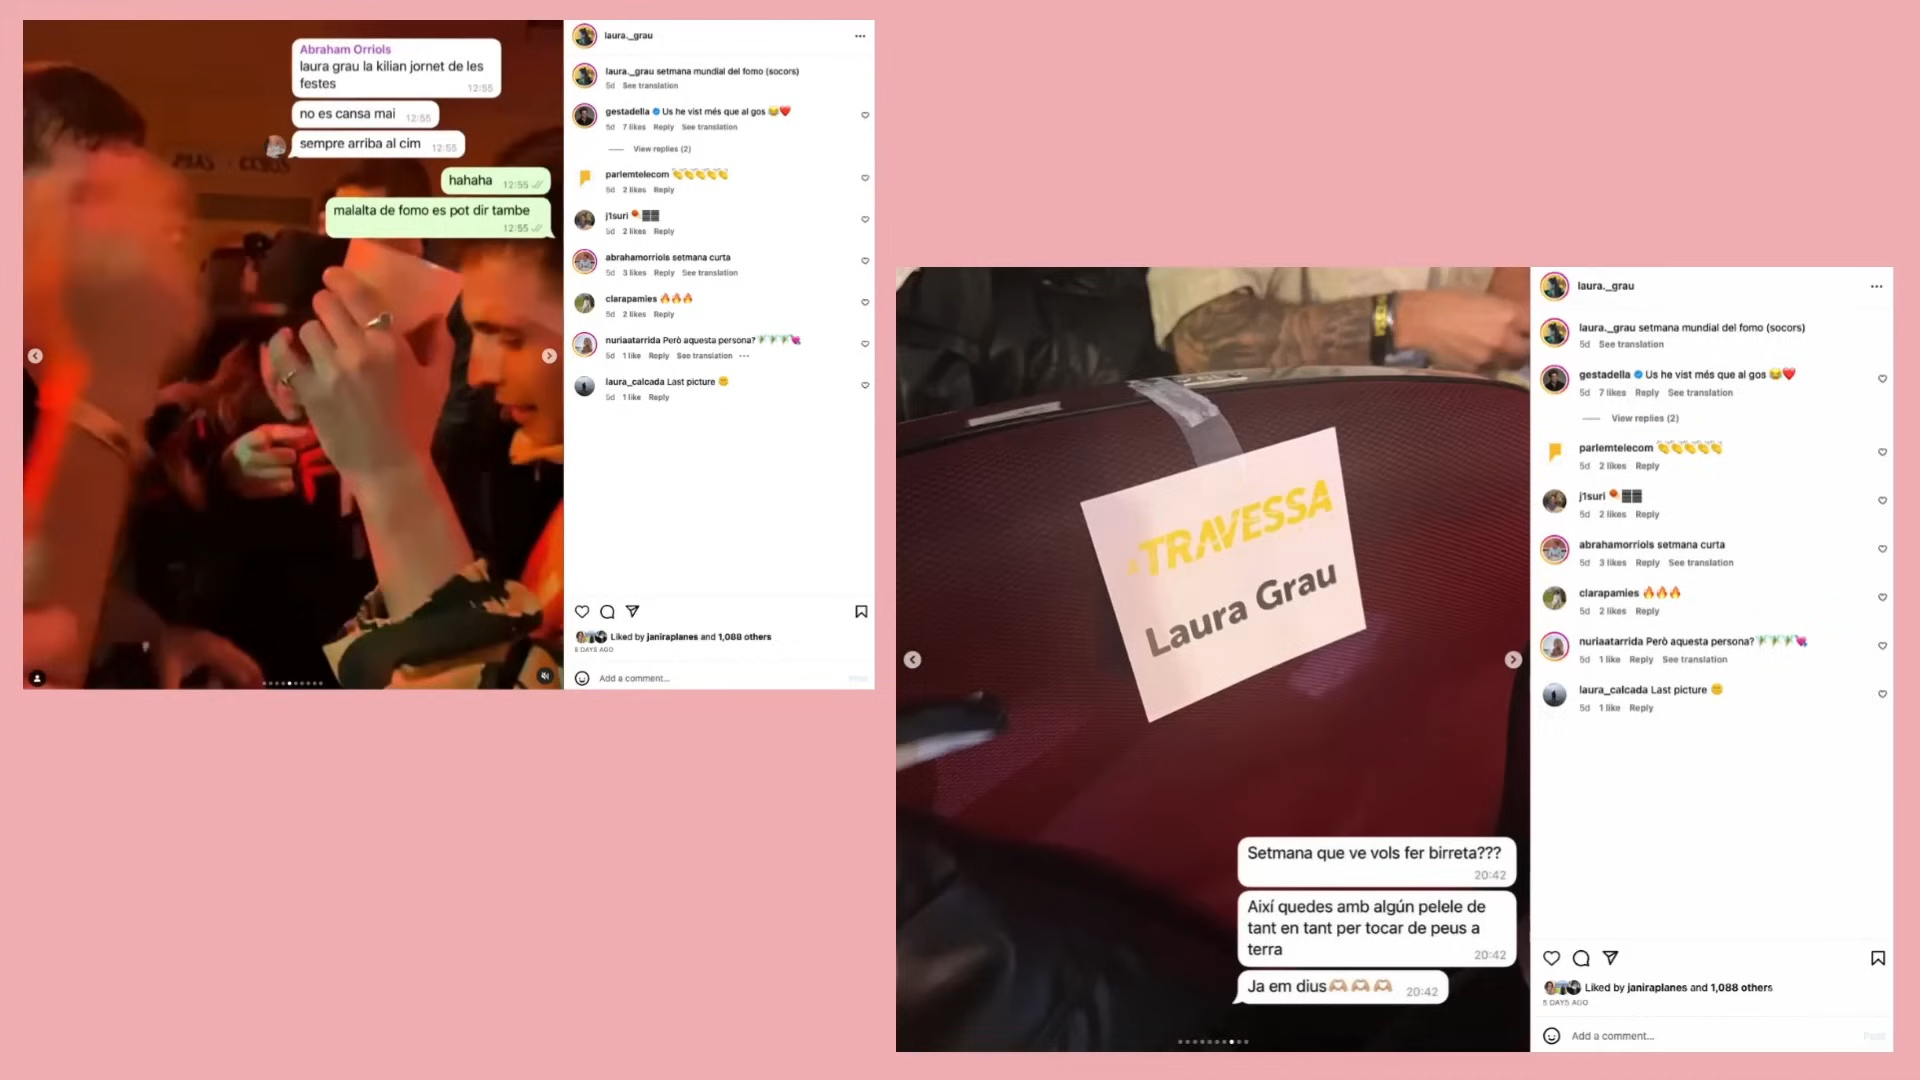 Abraham Orriols
laura grau la kilian jornet de les
festes
12:55
no es cansa mai 12:55
sempre arriba al cim 12:55
hahaha 12:55
malalta de fomo es pot dir tambe
12:55
laura._grau
laura._grau setmana mundial del fomo (socors)
5d See translation
gestadella Us he vist més que al gos 😂❤️
5d 7 likes Reply See translation
View replies (2)
parlemtelecom 👏👏👏👏👏
5d 2 likes Reply
j1suri
5d 2 likes Reply
abrahamorriols setmana curta
5d 3 likes Reply See translation
clarapamies 🔥🔥🔥
5d 2 likes Reply
nuriaatarrida Però aquesta persona?
5d 1 like Reply See translation
laura_calcada Last picture
5d 1 like Reply
Liked by janiraplanes and 1,088 others
5 DAYS AGO
Add a comment...
Post
TRAVESSA
Laura Grau
Setmana que ve vols fer birreta???
20:42
Així quedes amb algún pelele de
tant en tant per tocar de peus a
terra
20:42
Ja em dius🫶🏼🫶🏼🫶🏼 20:42
laura._grau
laura._grau setmana mundial del fomo (socors)
5d See translation
gestadella Us he vist més que al gos 😂❤️
5d 7 likes Reply See translation
View replies (2)
parlemtelecom 👏👏👏👏👏
5d 2 likes Reply
j1suri
5d 2 likes Reply
abrahamorriols setmana curta
5d 3 likes Reply See translation
clarapamies 🔥🔥🔥
5d 2 likes Reply
nuriaatarrida Però aquesta persona?
5d 1 like Reply See translation
laura_calcada Last picture
5d 1 like Reply
Liked by janiraplanes and 1,088 others
5 DAYS AGO
Add a comment...
Post